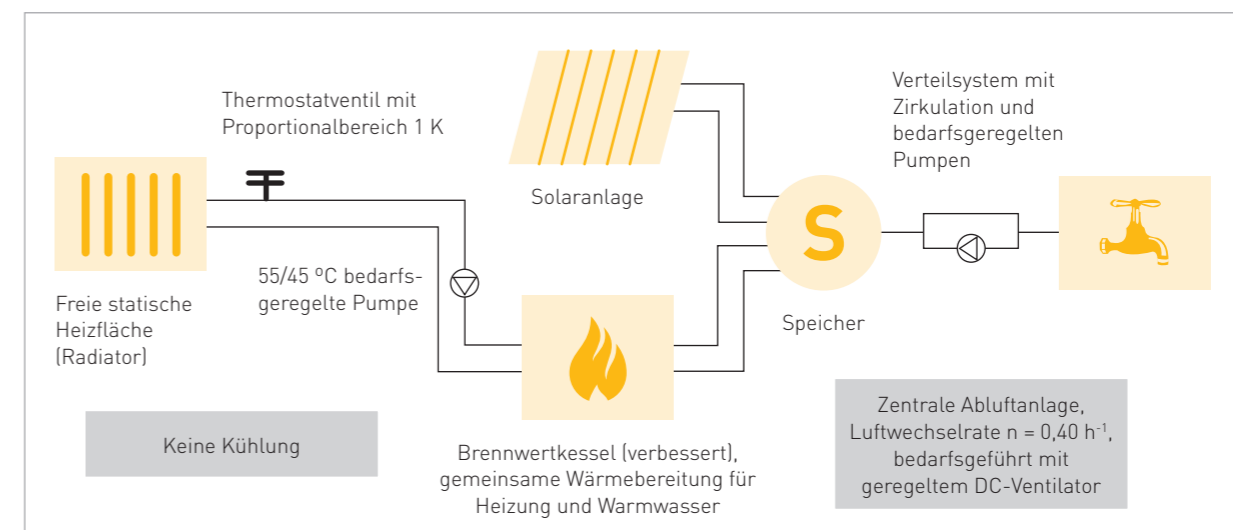 Thermostatventil mit
Proportionalbereich 1 K
Verteilsystem mit
Zirkulation und
bedarfsgeregelten
Pumpen
Solaranlage
S
55/45 ºC bedarfs-
geregelte Pumpe
Freie statische
Heizfläche
(Radiator)
Speicher
Keine Kühlung
Brennwertkessel (verbessert),
gemeinsame Wärmebereitung für
Heizung und Warmwasser
Zentrale Abluftanlage,
Luftwechselrate n = 0,40 h⁻¹,
bedarfsgeführt mit
geregeltem DC-Ventilator